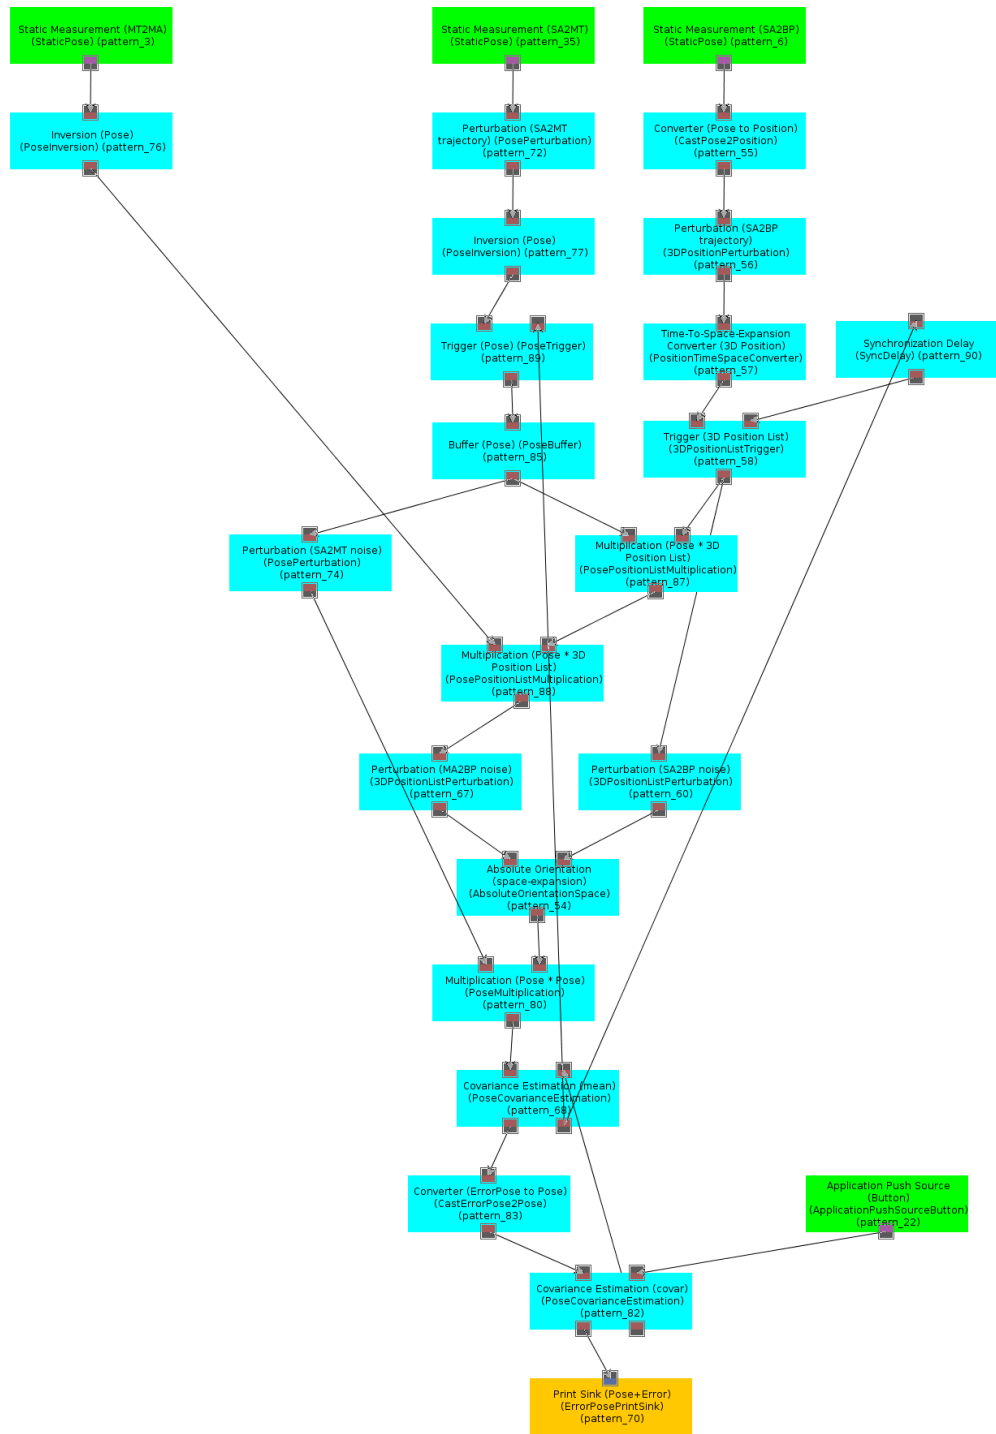 Static Measurement (MT2MA)
(StaticPose) (pattern_3)
Static Measurement (SA2MT)
(StaticPose) (pattern_35)
Static Measurement (SA2BP)
(StaticPose) (pattern_6)
Inversion (Pose)
(PoseInversion) (pattern_76)
Perturbation (SA2MT
trajectory) (PosePerturbation)
(pattern_72)
Converter (Pose to Position)
(CastPose2Position)
(pattern_55)
Inversion (Pose)
(PoseInversion) (pattern_77)
Perturbation (SA2BP
trajectory)
(3DPositionPerturbation)
(pattern_56)
Trigger (Pose) (PoseTrigger)
(pattern_89)
Time-To-Space-Expansion
Converter (3D Position)
(PositionTimeSpaceConverter)
(pattern_57)
Synchronization Delay
(SyncDelay) (pattern_90)
Buffer (Pose) (PoseBuffer)
(pattern_85)
Trigger (3D Position List)
(3DPositionListTrigger)
(pattern_58)
Perturbation (SA2MT noise)
(PosePerturbation)
(pattern_74)
Multiplication (Pose * 3D
Position List)
(PosePositionListMultiplication)
(pattern_87)
Multiplication (Pose * 3D
Position List)
(PosePositionListMultiplication)
(pattern_88)
Perturbation (MA2BP noise)
(3DPositionListPerturbation)
(pattern_67)
Perturbation (SA2BP noise)
(3DPositionListPerturbation)
(pattern_60)
Absolute Orientation
(space-expansion)
(AbsoluteOrientationSpace)
(pattern_54)
Multiplication (Pose * Pose)
(PoseMultiplication)
(pattern_80)
Covariance Estimation (mean)
(PoseCovarianceEstimation)
(pattern_68)
Converter (ErrorPose to Pose)
(CastErrorPose2Pose)
(pattern_83)
Application Push Source
(Button)
(ApplicationPushSourceButton)
(pattern_22)
Covariance Estimation (covar)
(PoseCovarianceEstimation)
(pattern_82)
Print Sink (Pose+Error)
(ErrorPosePrintSink)
(pattern_70)